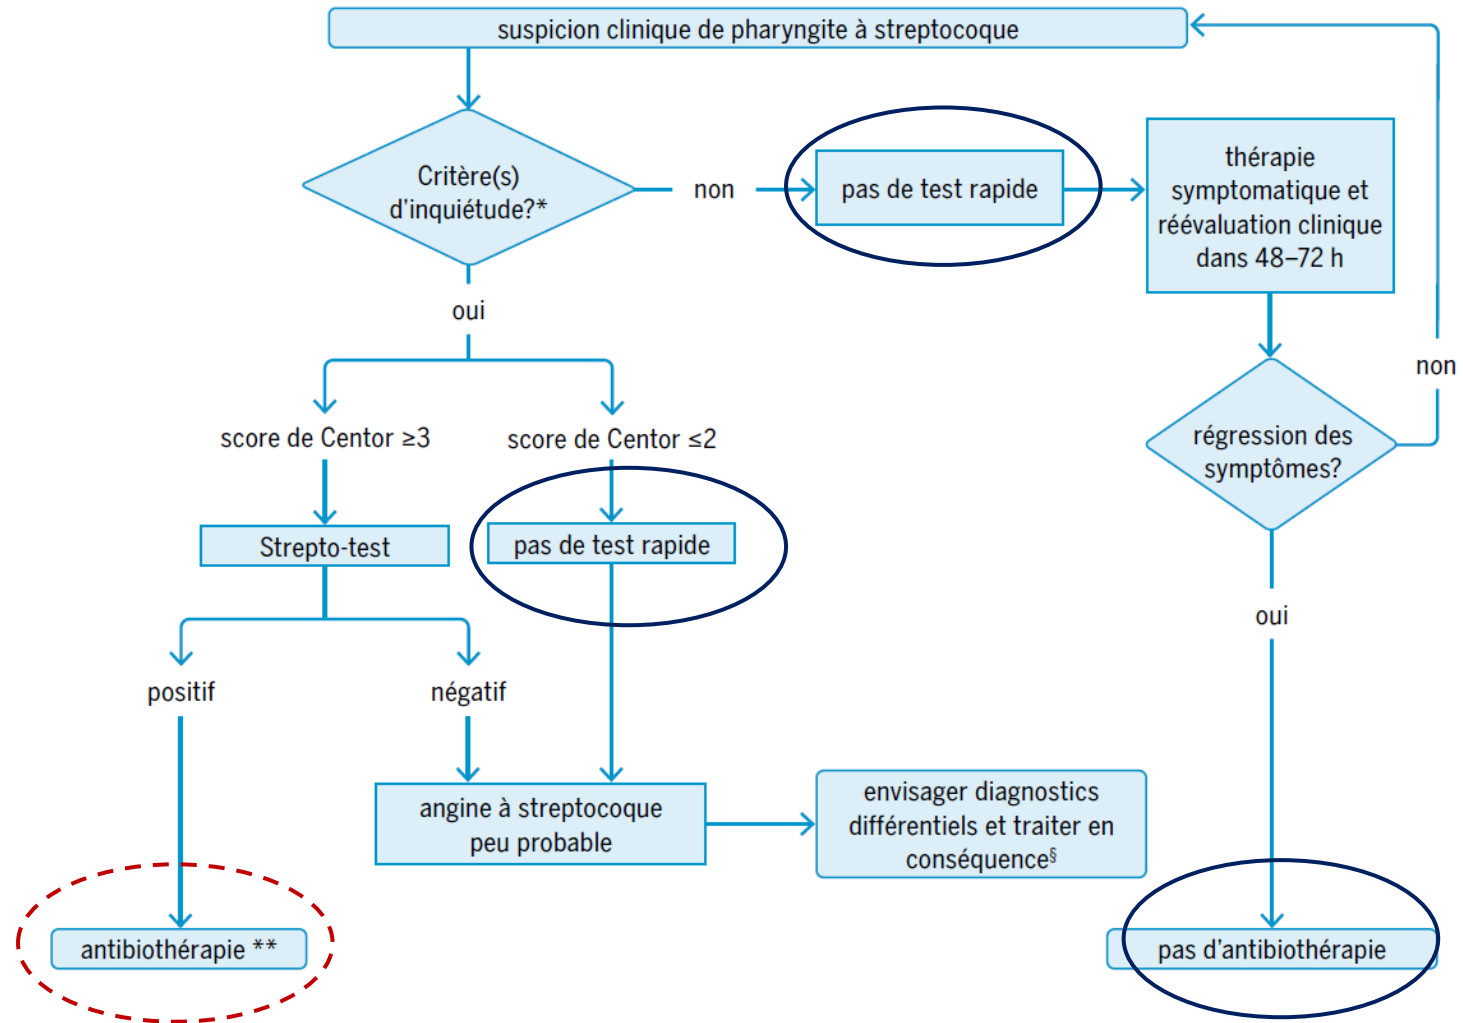 suspicion clinique de pharyngite à streptocoque
Critère(s)
d'inquiétude?*
non
pas de test rapide
thérapie
symptomatique et
réévaluation clinique
dans 48–72 h
oui
non
score de Centor ≥3
score de Centor ≤2
régression des
symptômes?
Strepto-test
pas de test rapide
oui
positif
négatif
angine à streptocoque
peu probable
envisager diagnostics
différentiels et traiter en
conséquence§
antibiothérapie **
pas d'antibiothérapie